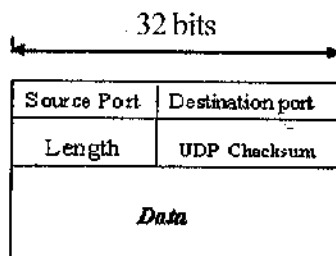 32 bits
Source Port Destination port
Length UDP Checksum
Data